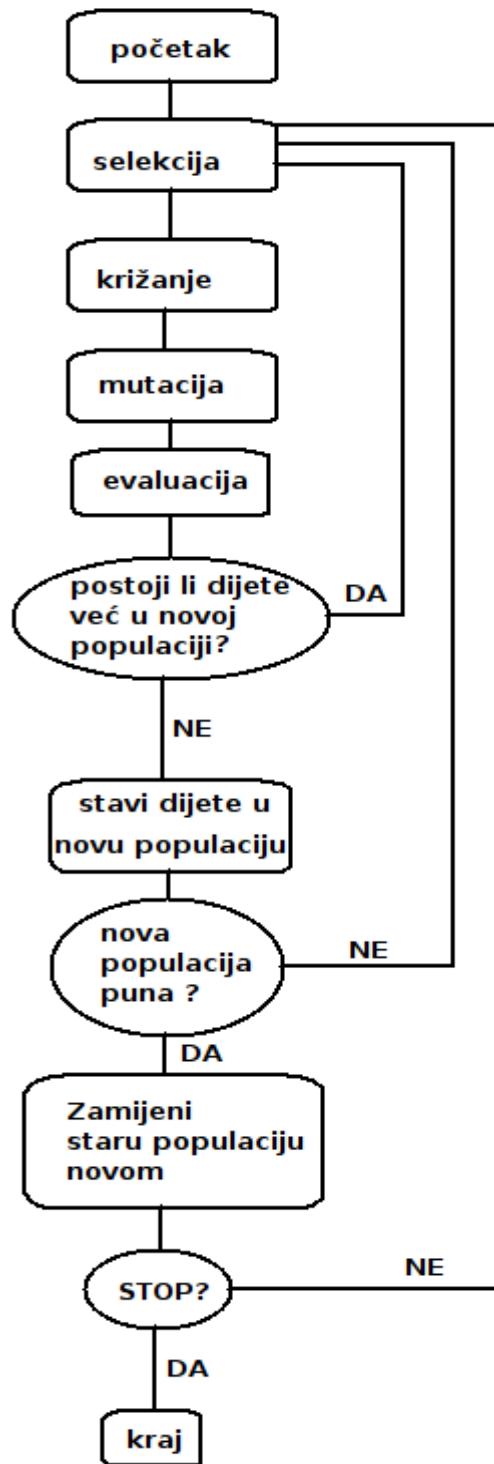 početak
selekcija
križanje
mutacija
evaluacija
postoji li dijete
već u novoj
populaciji?
DA
NE
stavi dijete u
novu populaciju
nova
populacija
puna ?
NE
DA
Zamijeni
staru populaciju
novom
STOP?
NE
DA
kraj